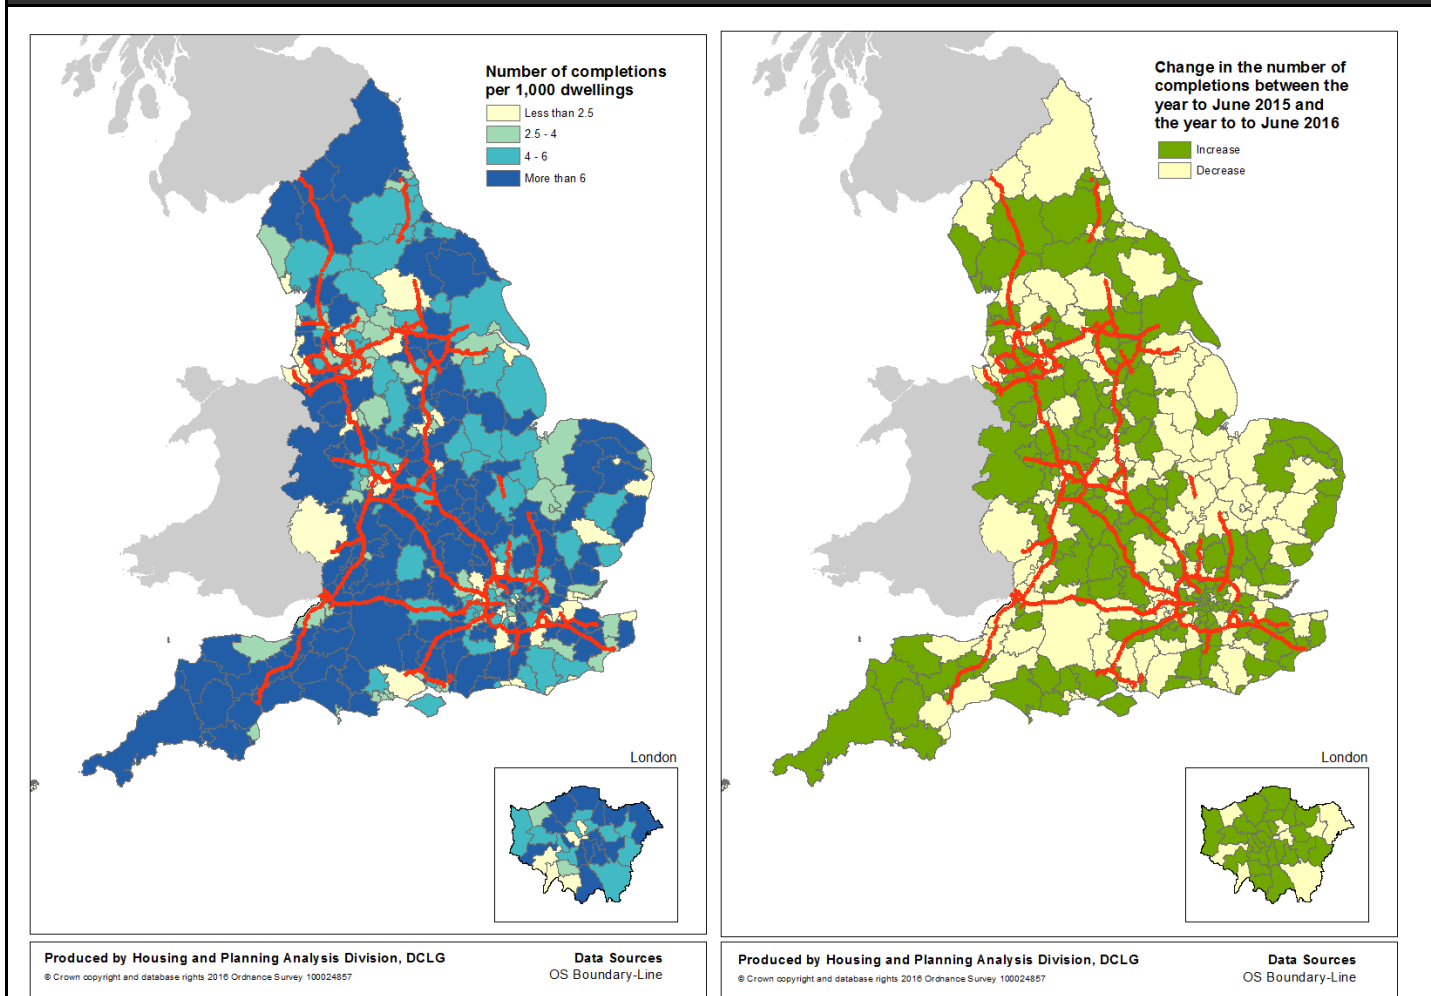 Number of completions
per 1,000 dwellings
Less than 2.5
2.5 - 4
4 - 6
More than 6
London
Produced by Housing and Planning Analysis Division, DCLG
© Crown copyright and database rights 2016 Ordnance Survey 100024857
Data Sources
OS Boundary-Line
Change in the number of
completions between the
year to June 2015 and
the year to to June 2016
Increase
Decrease
London
Produced by Housing and Planning Analysis Division, DCLG
© Crown copyright and database rights 2016 Ordnance Survey 100024857
Data Sources
OS Boundary-Line